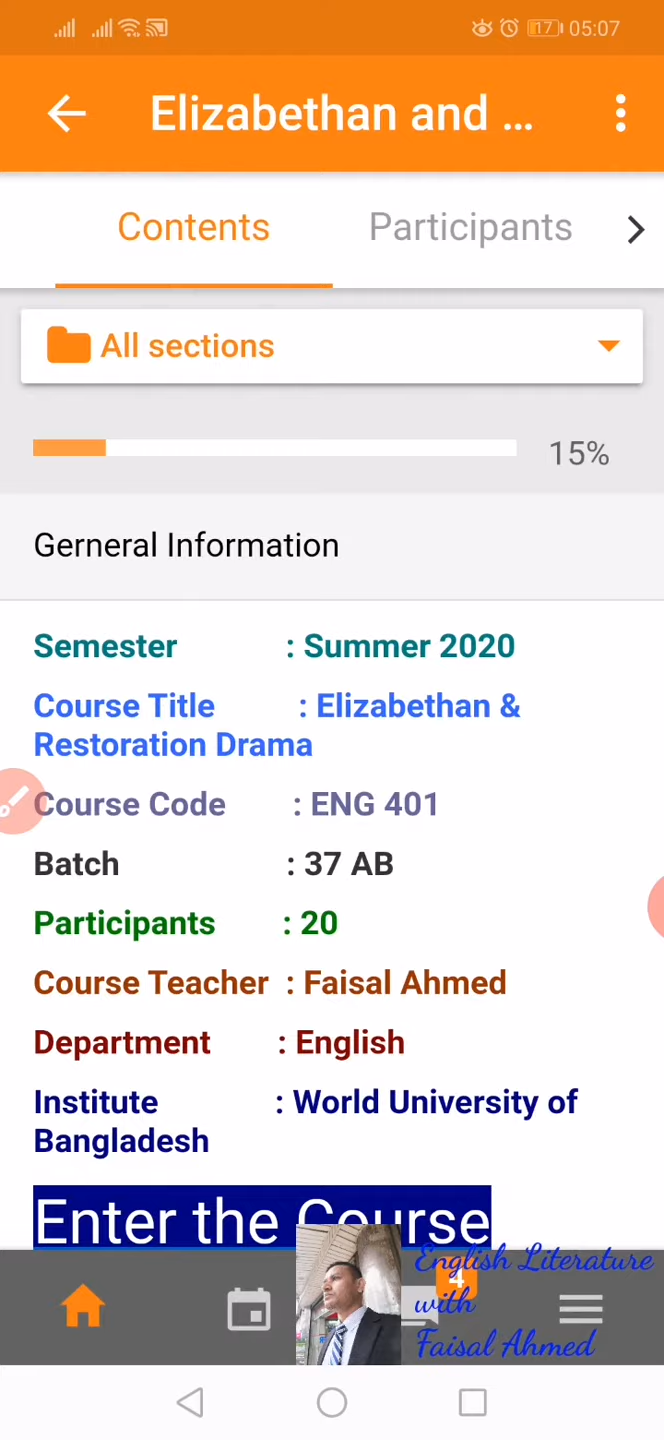 17 05:07
Elizabethan and ...
Contents Participants
All sections
15%
Gerneral Information
Semester : Summer 2020
Course Title : Elizabethan &
Restoration Drama
Course Code : ENG 401
Batch : 37 AB
Participants : 20
Course Teacher : Faisal Ahmed
Department : English
Institute : World University of
Bangladesh
Enter the Course
4
English Literature
with
Faisal Ahmed